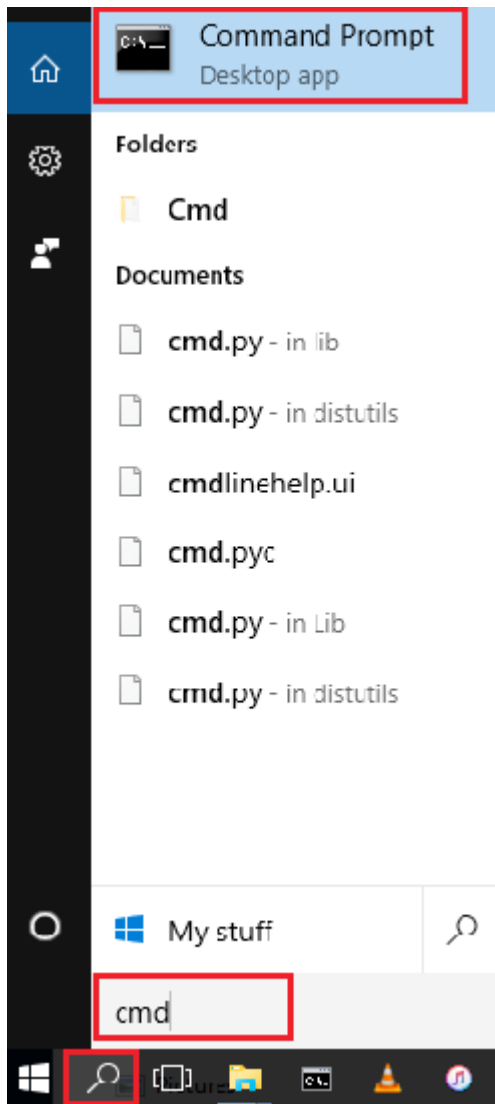 C:\_
Command Prompt
Desktop app
Folders
Cmd
Documents
cmd.py - in lib
cmd.py - in distutils
cmdlinehelp.ui
cmd.pyc
cmd.py - in Lib
cmd.py - in distutils
My stuff
cmd